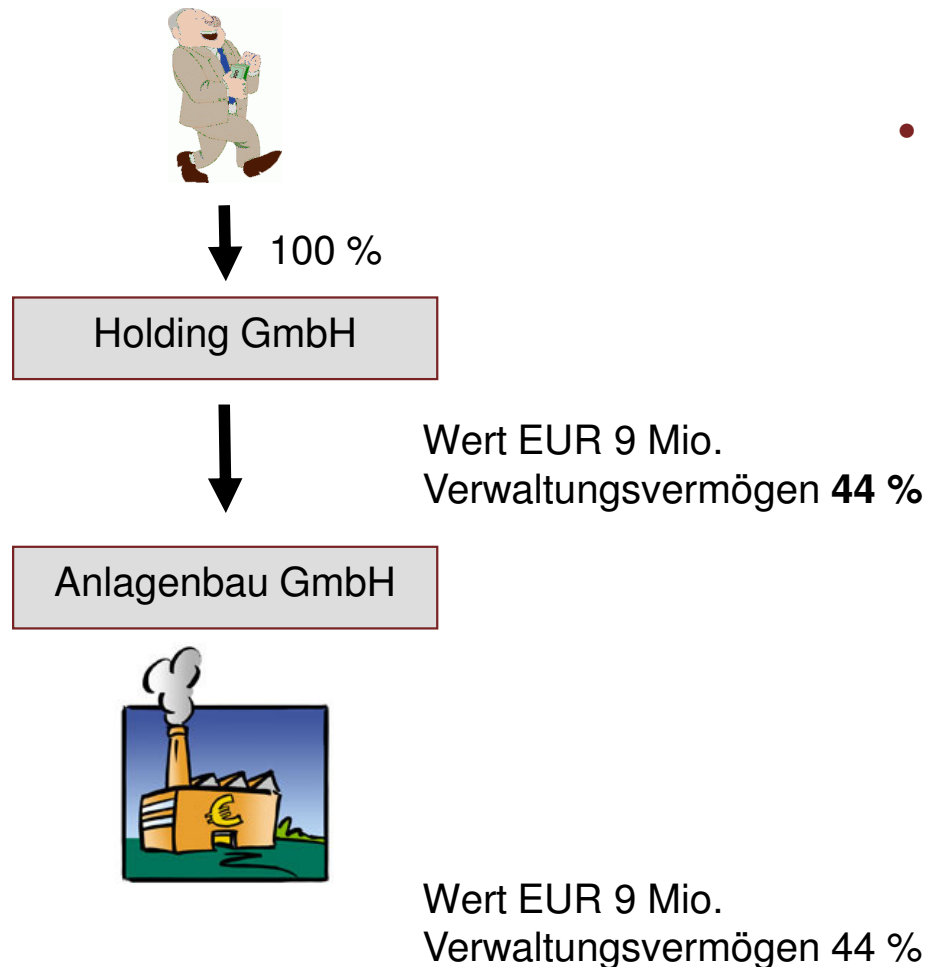 100 %
Holding GmbH
Wert EUR 9 Mio.
Verwaltungsvermögen 44 %
Anlagenbau GmbH
€
Wert EUR 9 Mio.
Verwaltungsvermögen 44 %